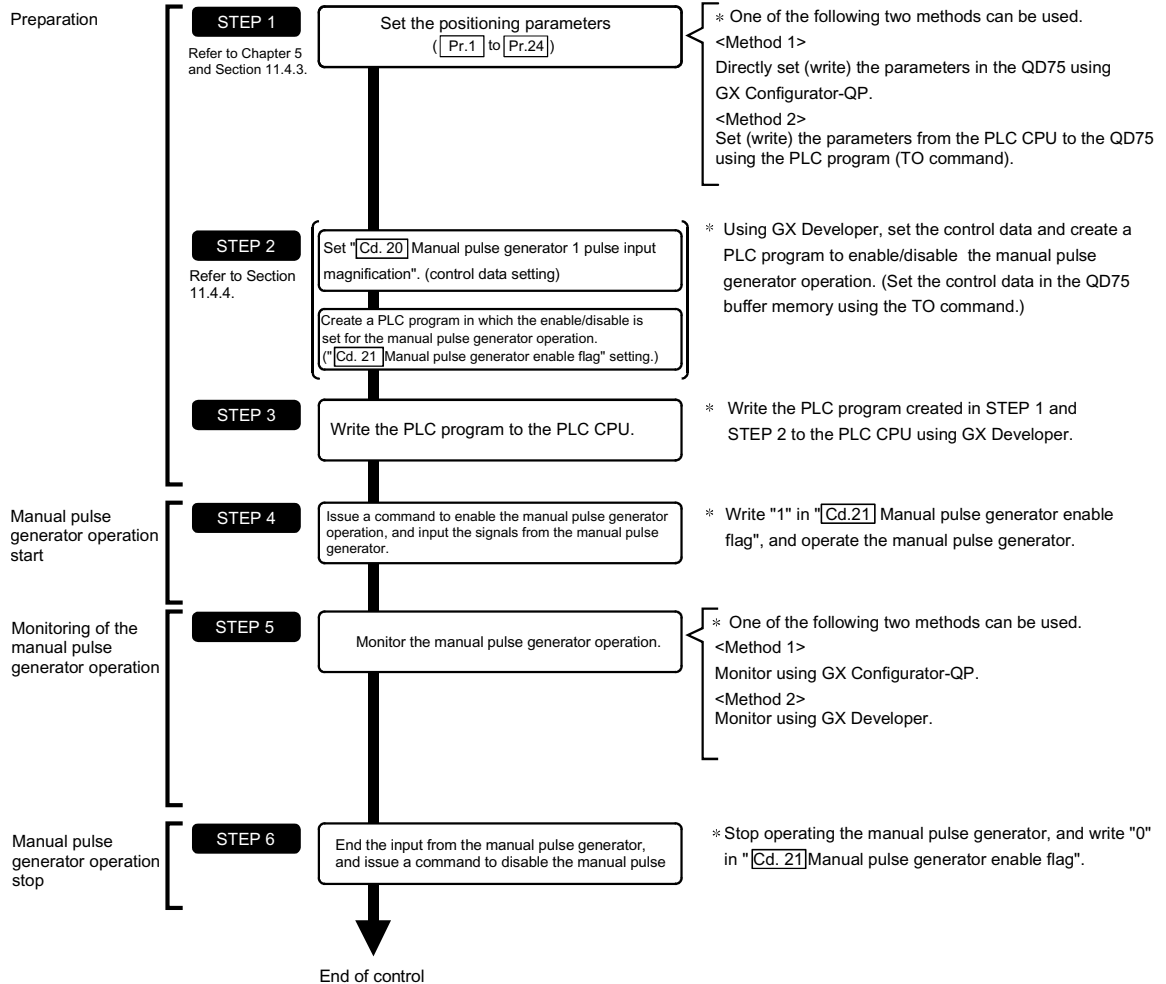 Preparation
STEP 1
Refer to Chapter 5
and Section 11.4.3.
Set the positioning parameters
( Pr.1 to Pr.24 )
* One of the following two methods can be used.
<Method 1>
Directly set (write) the parameters in the QD75 using
GX Configurator-QP.
<Method 2>
Set (write) the parameters from the PLC CPU to the QD75
using the PLC program (TO command).
STEP 2
Refer to Section
11.4.4.
Set "Cd. 20 Manual pulse generator 1 pulse input
magnification". (control data setting)
Create a PLC program in which the enable/disable is
set for the manual pulse generator operation.
("Cd. 21 Manual pulse generator enable flag" setting.)
* Using GX Developer, set the control data and create a
PLC program to enable/disable the manual pulse
generator operation. (Set the control data in the QD75
buffer memory using the TO command.)
STEP 3
Write the PLC program to the PLC CPU.
* Write the PLC program created in STEP 1 and
STEP 2 to the PLC CPU using GX Developer.
Manual pulse
generator operation
start
STEP 4
Issue a command to enable the manual pulse generator
operation, and input the signals from the manual pulse
generator.
* Write "1" in "Cd.21 Manual pulse generator enable
flag", and operate the manual pulse generator.
Monitoring of the
manual pulse
generator operation
STEP 5
Monitor the manual pulse generator operation.
* One of the following two methods can be used.
<Method 1>
Monitor using GX Configurator-QP.
<Method 2>
Monitor using GX Developer.
Manual pulse
generator operation
stop
STEP 6
End the input from the manual pulse generator,
and issue a command to disable the manual pulse
* Stop operating the manual pulse generator, and write "0"
in "Cd. 21 Manual pulse generator enable flag".
End of control